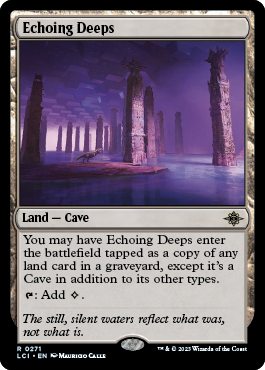 Echoing Deeps
Land — Cave
You may have Echoing Deeps enter
the battlefield tapped as a copy of any
land card in a graveyard, except it's a
Cave in addition to its other types.
: Add .
The still, silent waters reflect what was,
not what is.
R 0271
LCI • EN Mauricio Calle
™ & © 2023 Wizards of the Coast